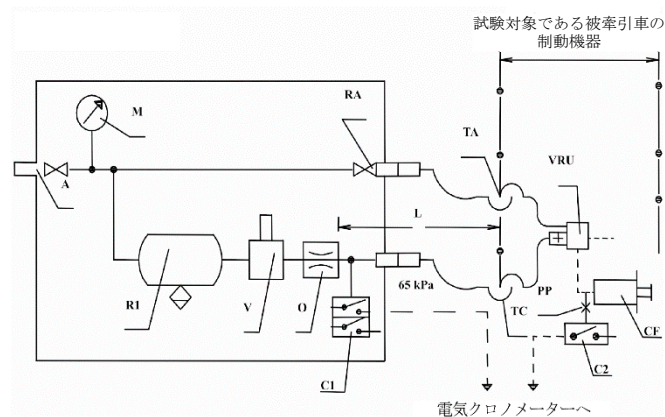 試験対象である被牽引車の
制動機器
M
RA
TA
VRU
A
L
R1
V
O
65 kPa
PP
TC
CF
C1
C2
電気クロノメーターへ